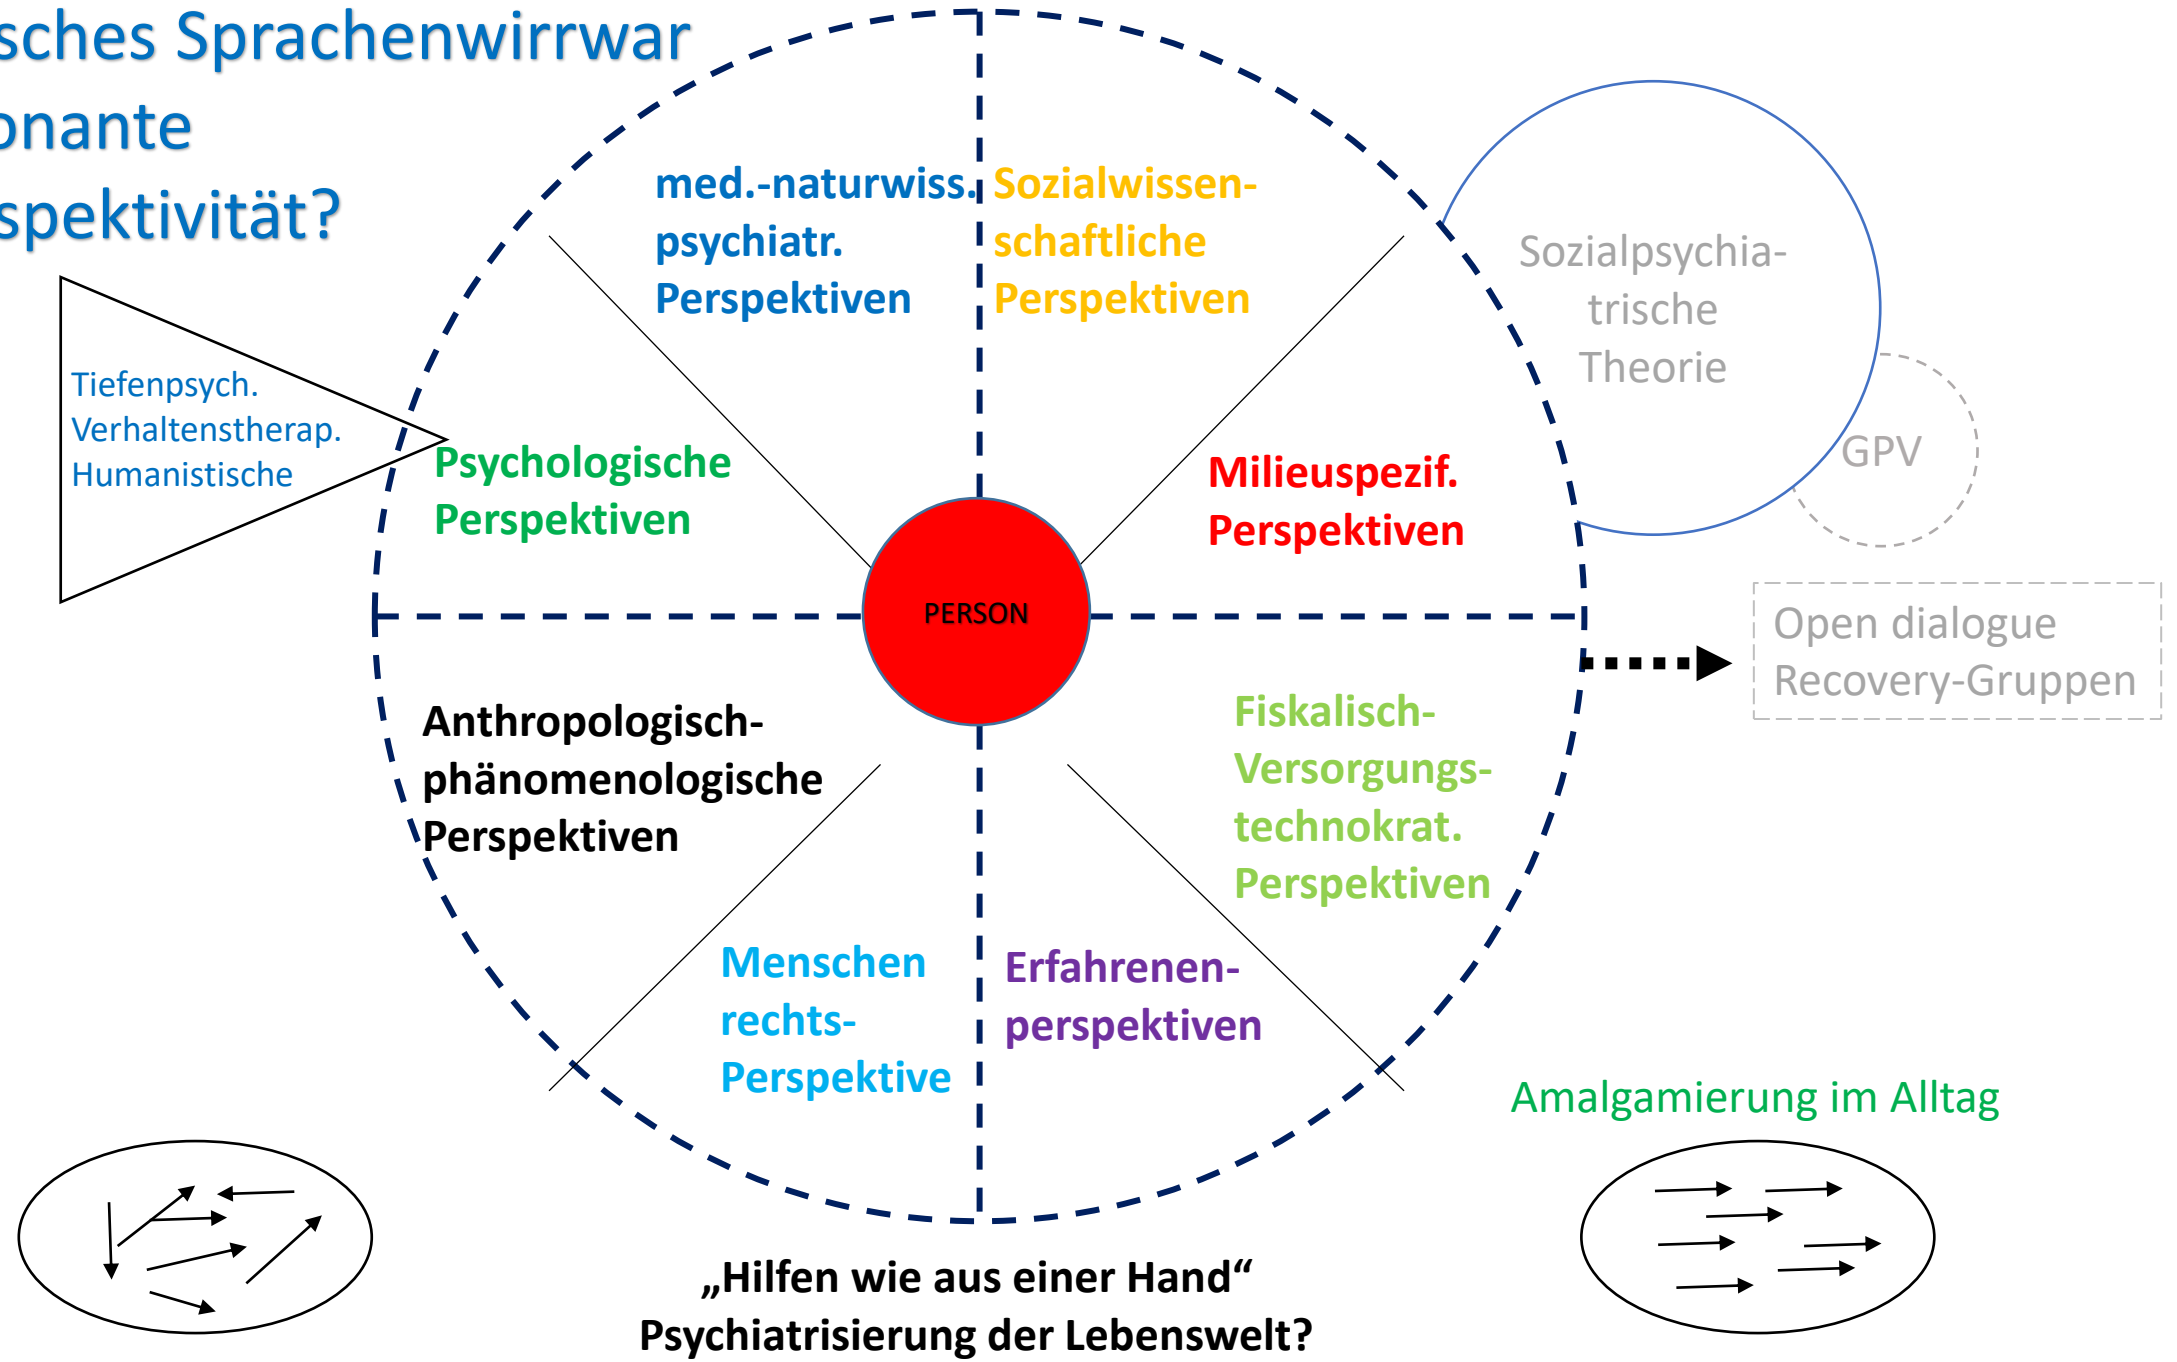 sches Sprachenwirrwar
onante
spektivität?
med.-naturwiss.
psychiatr.
Perspektiven
Sozialwissen-
schaftliche
Perspektiven
Sozialpsychia-
trische
Theorie
GPV
Tiefenpsych.
Verhaltenstherap.
Humanistische
Psychologische
Perspektiven
Milieuspezif.
Perspektiven
PERSON
Open dialogue
Recovery-Gruppen
Anthropologisch-
phänomenologische
Perspektiven
Fiskalisch-
Versorgungs-
technokrat.
Perspektiven
Menschen
rechts-
Perspektive
Erfahrenen-
perspektiven
Amalgamierung im Alltag
„Hilfen wie aus einer Hand“
Psychiatrisierung der Lebenswelt?